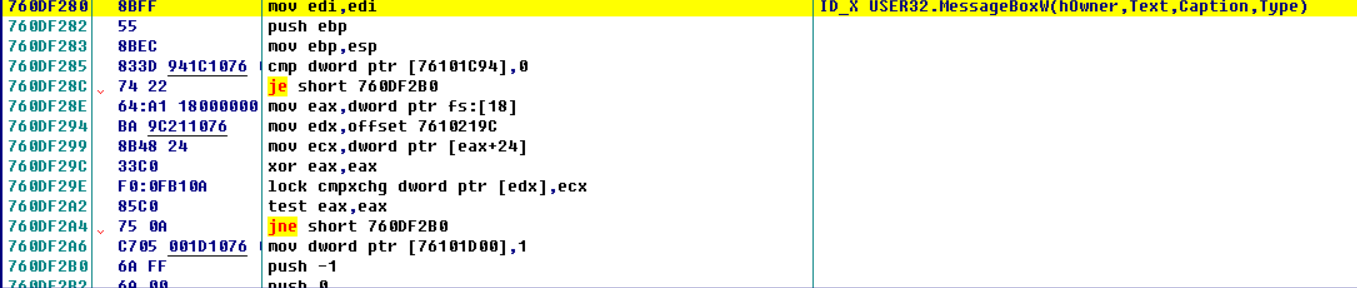 760DF280 8BFF mov edi,edi ID_X USER32.MessageBoxW(hOwner,Text,Caption,Type)
760DF282 55 push ebp
760DF283 8BEC mov ebp,esp
760DF285 833D 941C1076 cmp dword ptr [76101C94],0
760DF28C 74 22 je short 760DF2B0
760DF28E 64:A1 18000000 mov eax,dword ptr fs:[18]
760DF294 BA 9C211076 mov edx,offset 7610219C
760DF299 8B48 24 mov ecx,dword ptr [eax+24]
760DF29C 33C0 xor eax,eax
760DF29E F0:0FB10A lock cmpxchg dword ptr [edx],ecx
760DF2A2 85C0 test eax,eax
760DF2A4 75 0A jne short 760DF2B0
760DF2A6 C705 001D1076 mov dword ptr [76101D00],1
760DF2B0 6A FF push -1
760DF2B2 6A 00 push 0